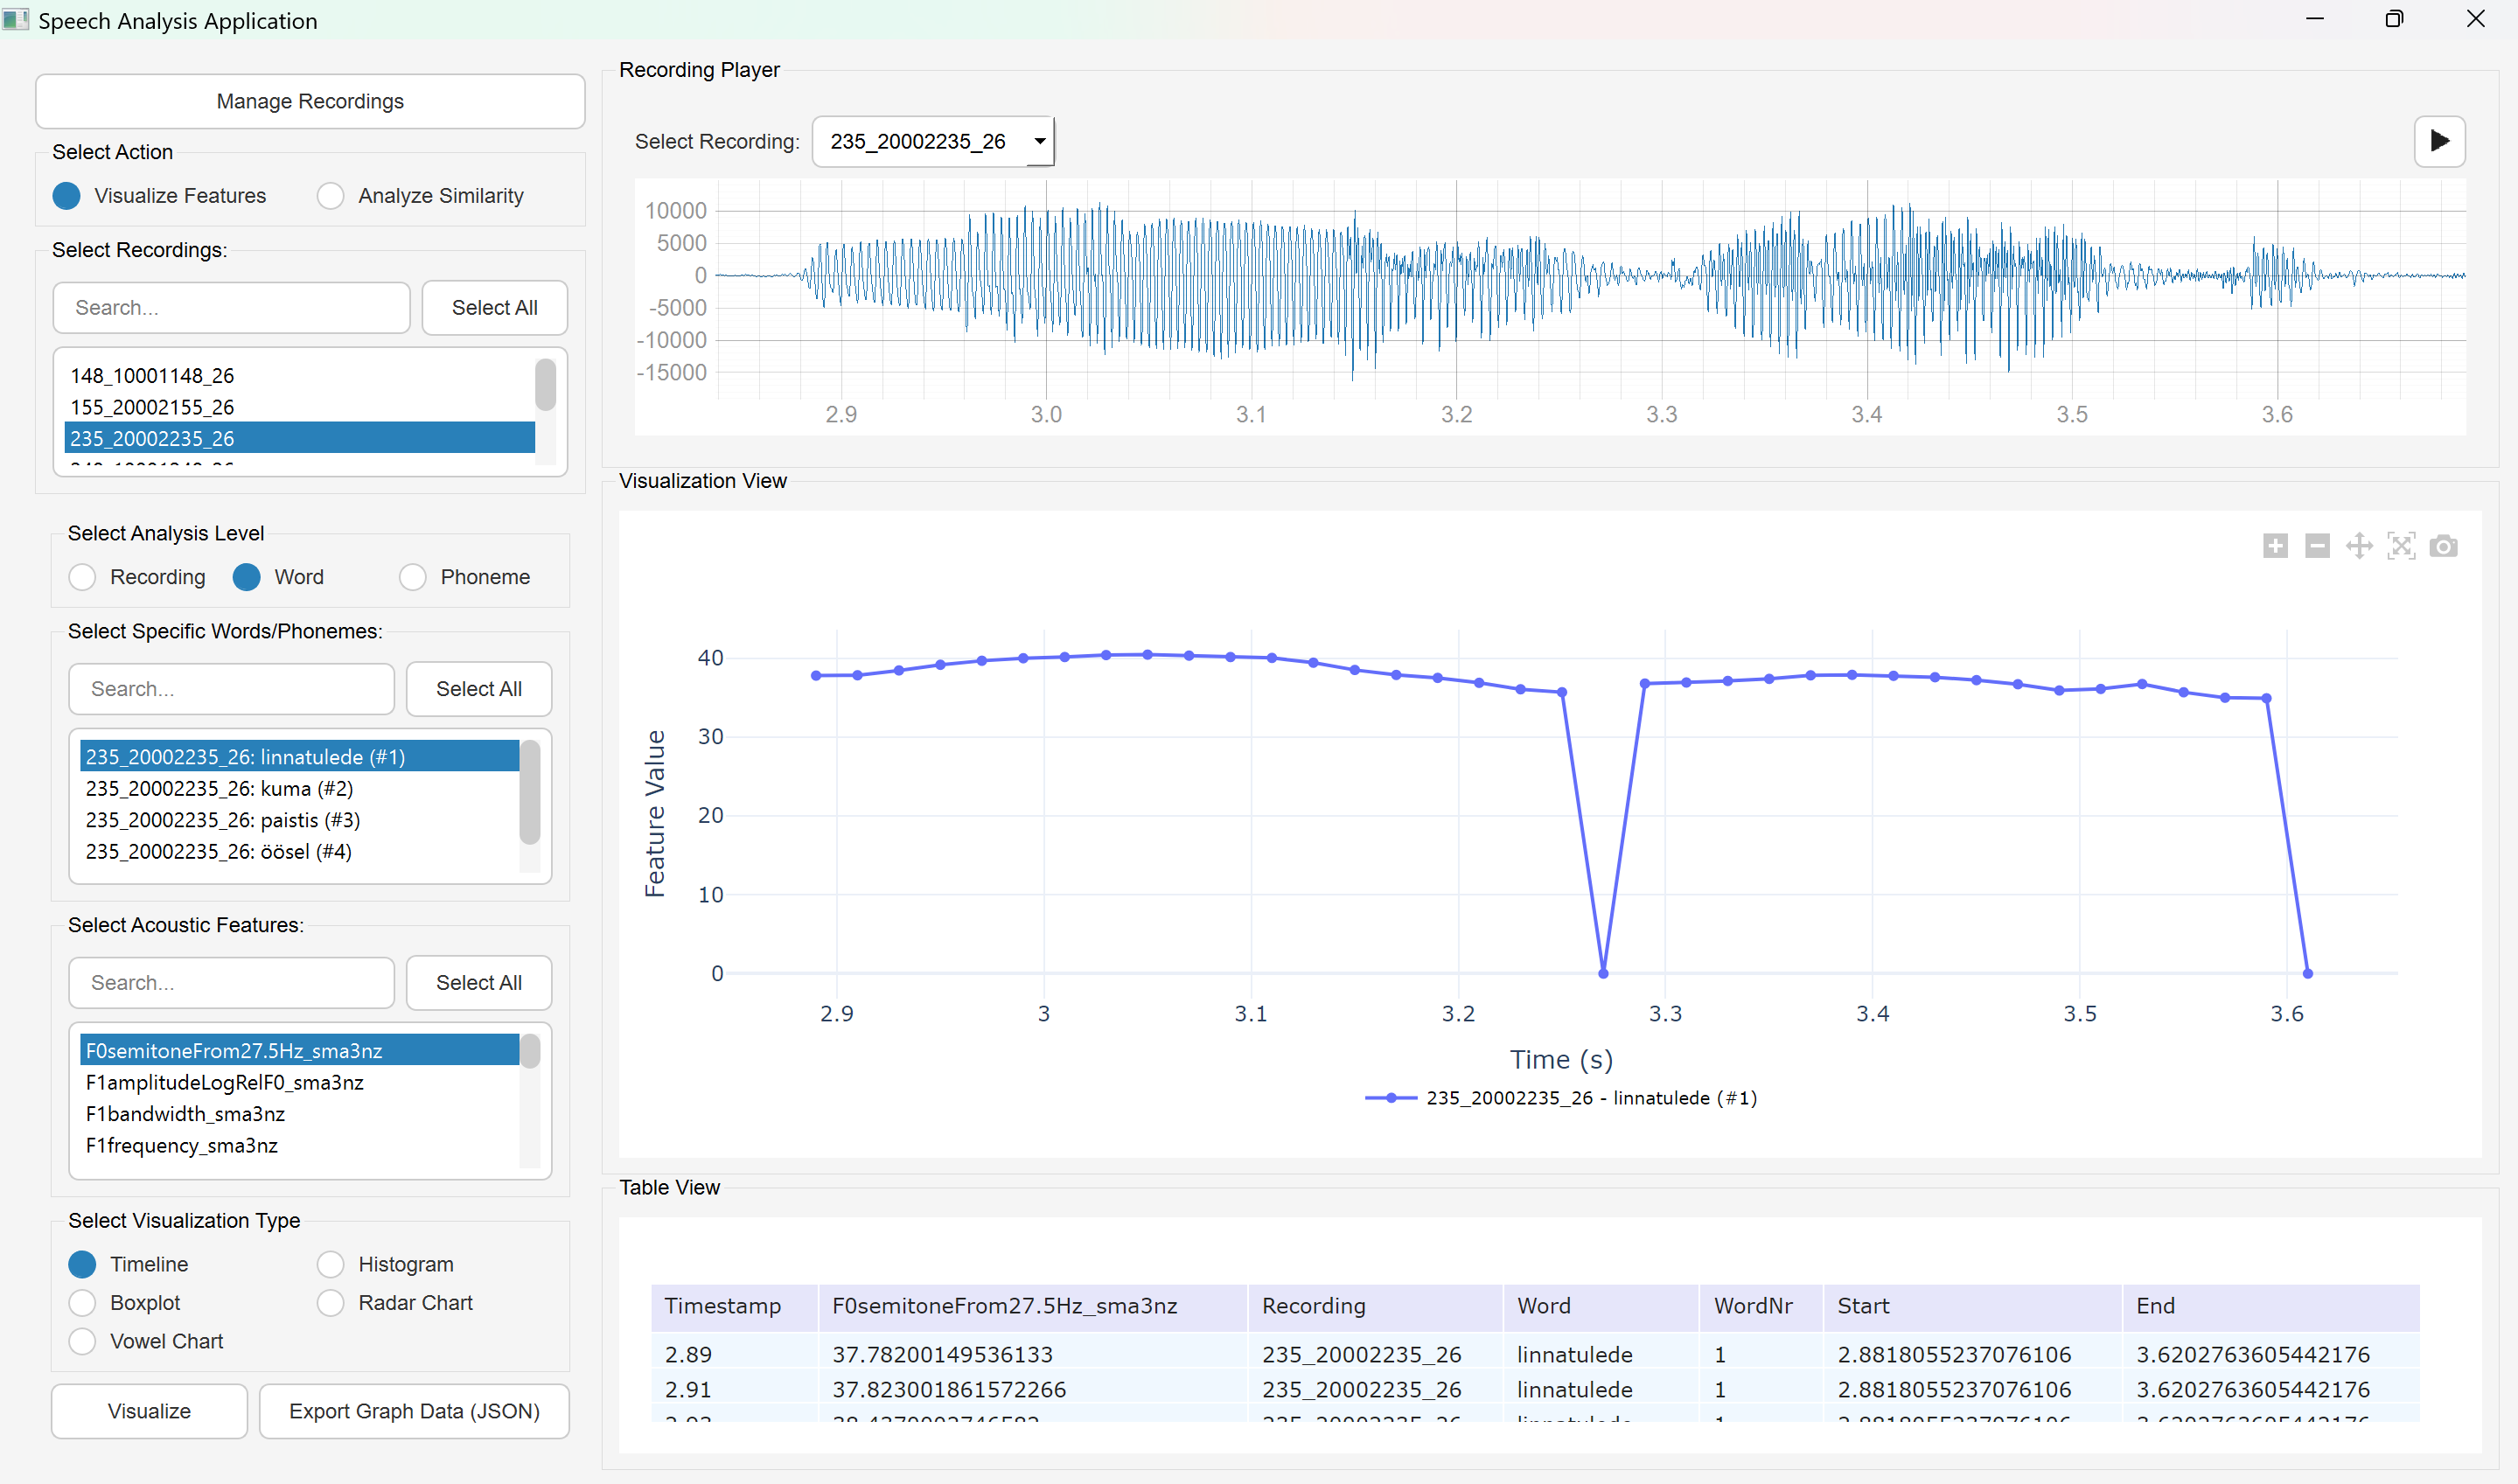 Speech Analysis Application
Manage Recordings
Select Action
Visualize Features
Analyze Similarity
Select Recordings:
Search...
Select All
148_10001148_26
155_20002155_26
235_20002235_26
Select Analysis Level
Recording
Word
Phoneme
Select Specific Words/Phonemes:
Search...
Select All
235_20002235_26: linnatulede (#1)
235_20002235_26: kuma (#2)
235_20002235_26: paistis (#3)
235_20002235_26: öösel (#4)
Select Acoustic Features:
Search...
Select All
F0semitoneFrom27.5Hz_sma3nz
F1amplitudeLogRelF0_sma3nz
F1bandwidth_sma3nz
F1frequency_sma3nz
Select Visualization Type
Timeline
Histogram
Boxplot
Radar Chart
Vowel Chart
Visualize
Export Graph Data (JSON)
Recording Player
Select Recording:
235_20002235_26
10000
5000
0
-5000
-10000
-15000
2.9 3.0 3.1 3.2 3.3 3.4 3.5 3.6
Visualization View
Feature Value
40
30
20
10
0
2.9 3 3.1 3.2 3.3 3.4 3.5 3.6
Time (s)
235_20002235_26 - linnatulede (#1)
Table View
Timestamp F0semitoneFrom27.5Hz_sma3nz Recording Word WordNr Start End
2.89 37.78200149536133 235_20002235_26 linnatulede 1 2.8818055237076106 3.6202763605442176
2.91 37.823001861572266 235_20002235_26 linnatulede 1 2.8818055237076106 3.6202763605442176